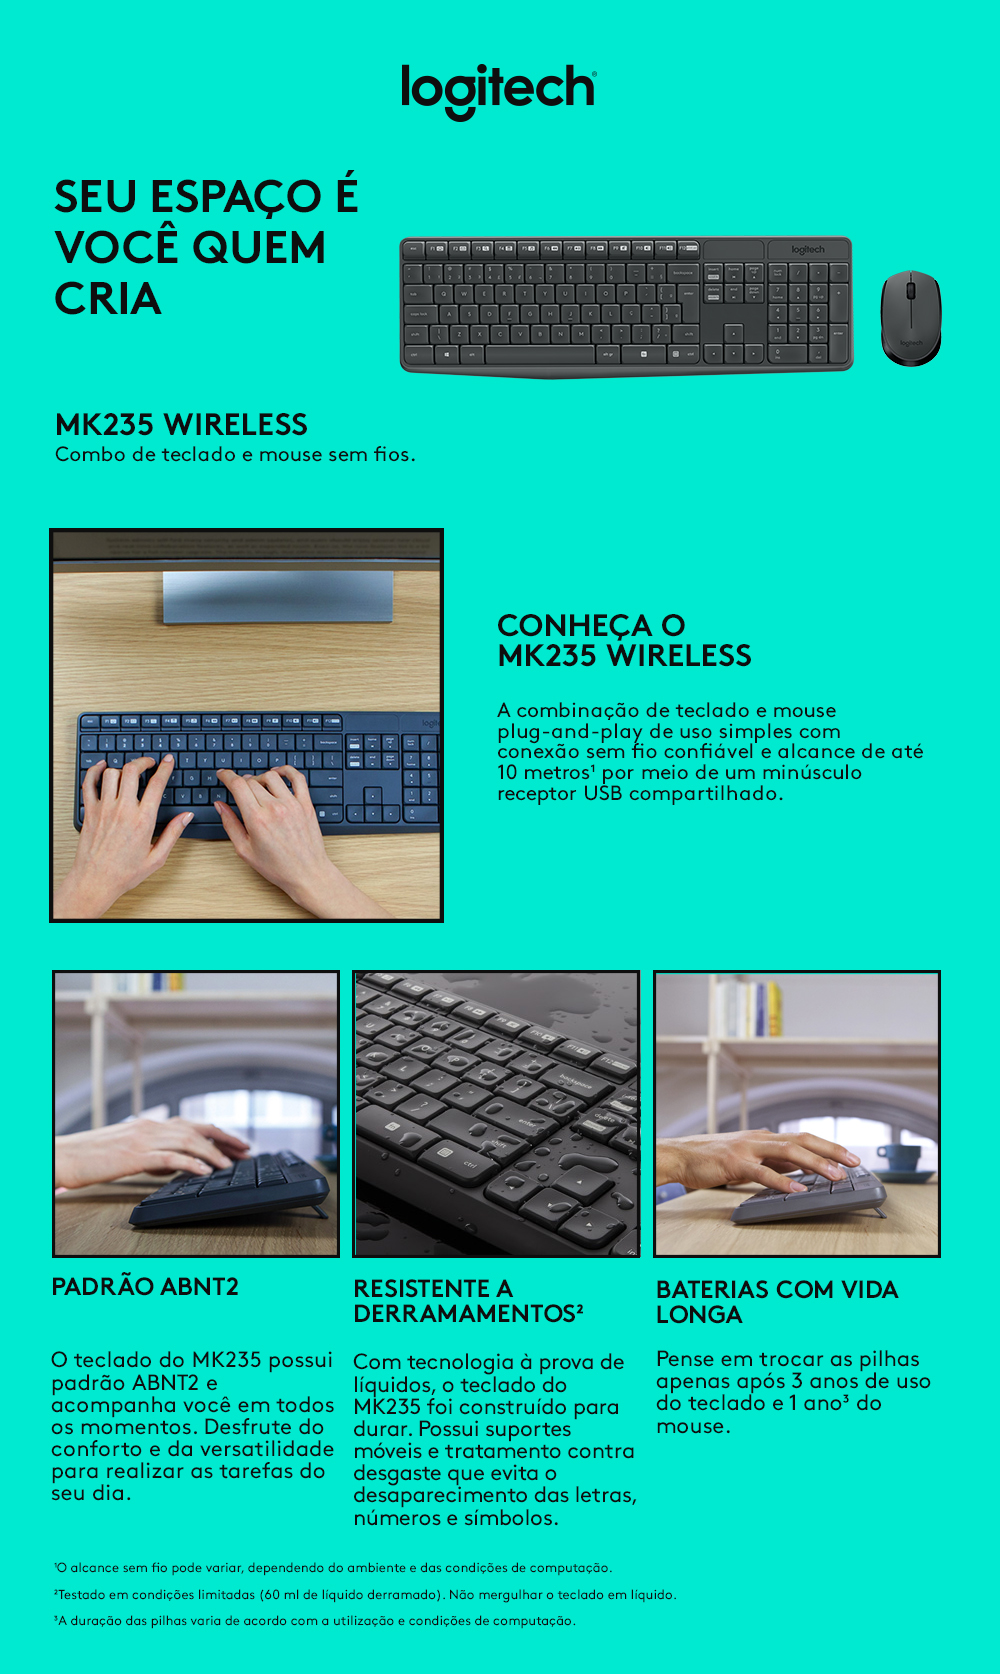 logitech
SEU ESPAÇO É
VOCÊ QUEM
CRIA
logitech
logitech
MK235 WIRELESS
Combo de teclado e mouse sem fios.
CONHEÇA O
MK235 WIRELESS
A combinação de teclado e mouse
plug-and-play de uso simples com
conexão sem fio confiável e alcance de até
10 metros¹ por meio de um minúsculo
receptor USB compartilhado.
backspace
delete
enter
shift
ctrl
PADRÃO ABNT2
O teclado do MK235 possui
padrão ABNT2 e
acompanha você em todos
os momentos. Desfrute do
conforto e da versatilidade
para realizar as tarefas do
seu dia.
RESISTENTE A
DERRAMAMENTOS²
Com tecnologia à prova de
líquidos, o teclado do
MK235 foi construído para
durar. Possui suportes
móveis e tratamento contra
desgaste que evita o
desaparecimento das letras,
números e símbolos.
BATERIAS COM VIDA
LONGA
Pense em trocar as pilhas
apenas após 3 anos de uso
do teclado e 1 ano³ do
mouse.
¹O alcance sem fio pode variar, dependendo do ambiente e das condições de computação.
²Testado em condições limitadas (60 ml de líquido derramado). Não mergulhar o teclado em líquido.
³A duração das pilhas varia de acordo com a utilização e condições de computação.